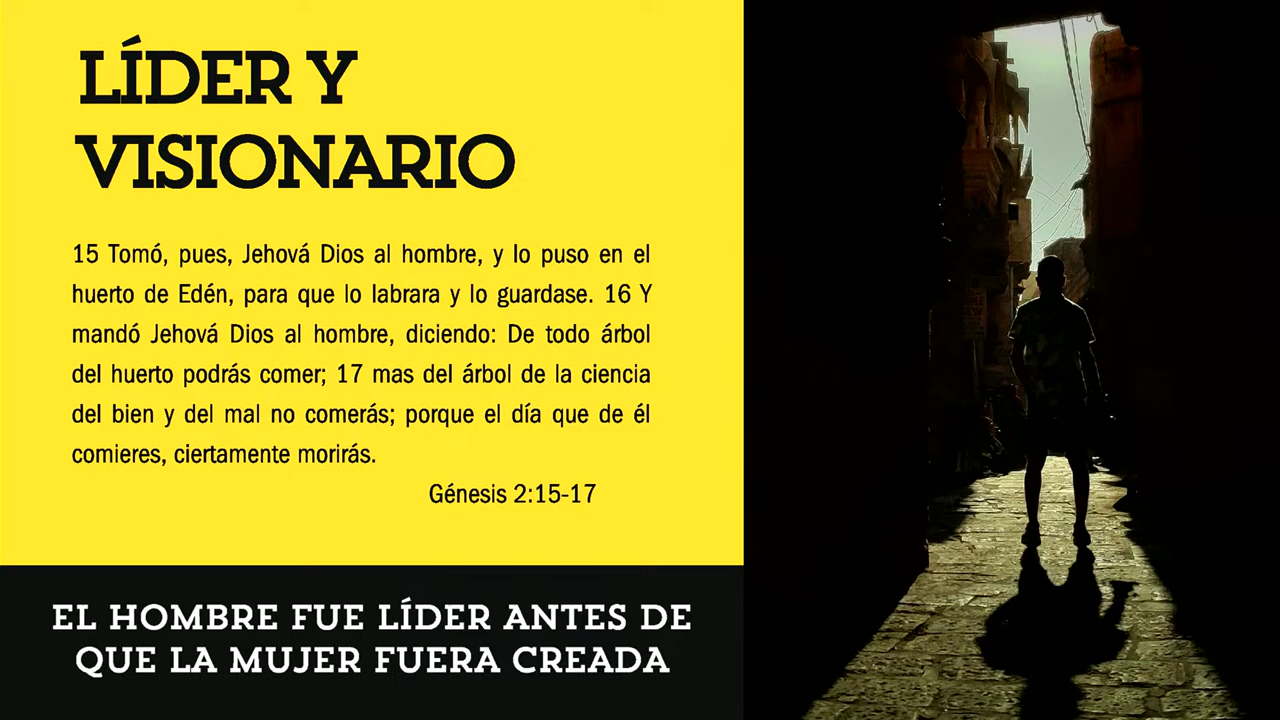 LÍDER Y
VISIONARIO
15 Tomó, pues, Jehová Dios al hombre, y lo puso en el
huerto de Edén, para que lo labrara y lo guardase. 16 Y
mandó Jehová Dios al hombre, diciendo: De todo árbol
del huerto podrás comer; 17 mas del árbol de la ciencia
del bien y del mal no comerás; porque el día que de él
comieres, ciertamente morirás.
Génesis 2:15-17
EL HOMBRE FUE LÍDER ANTES DE
QUE LA MUJER FUERA CREADA